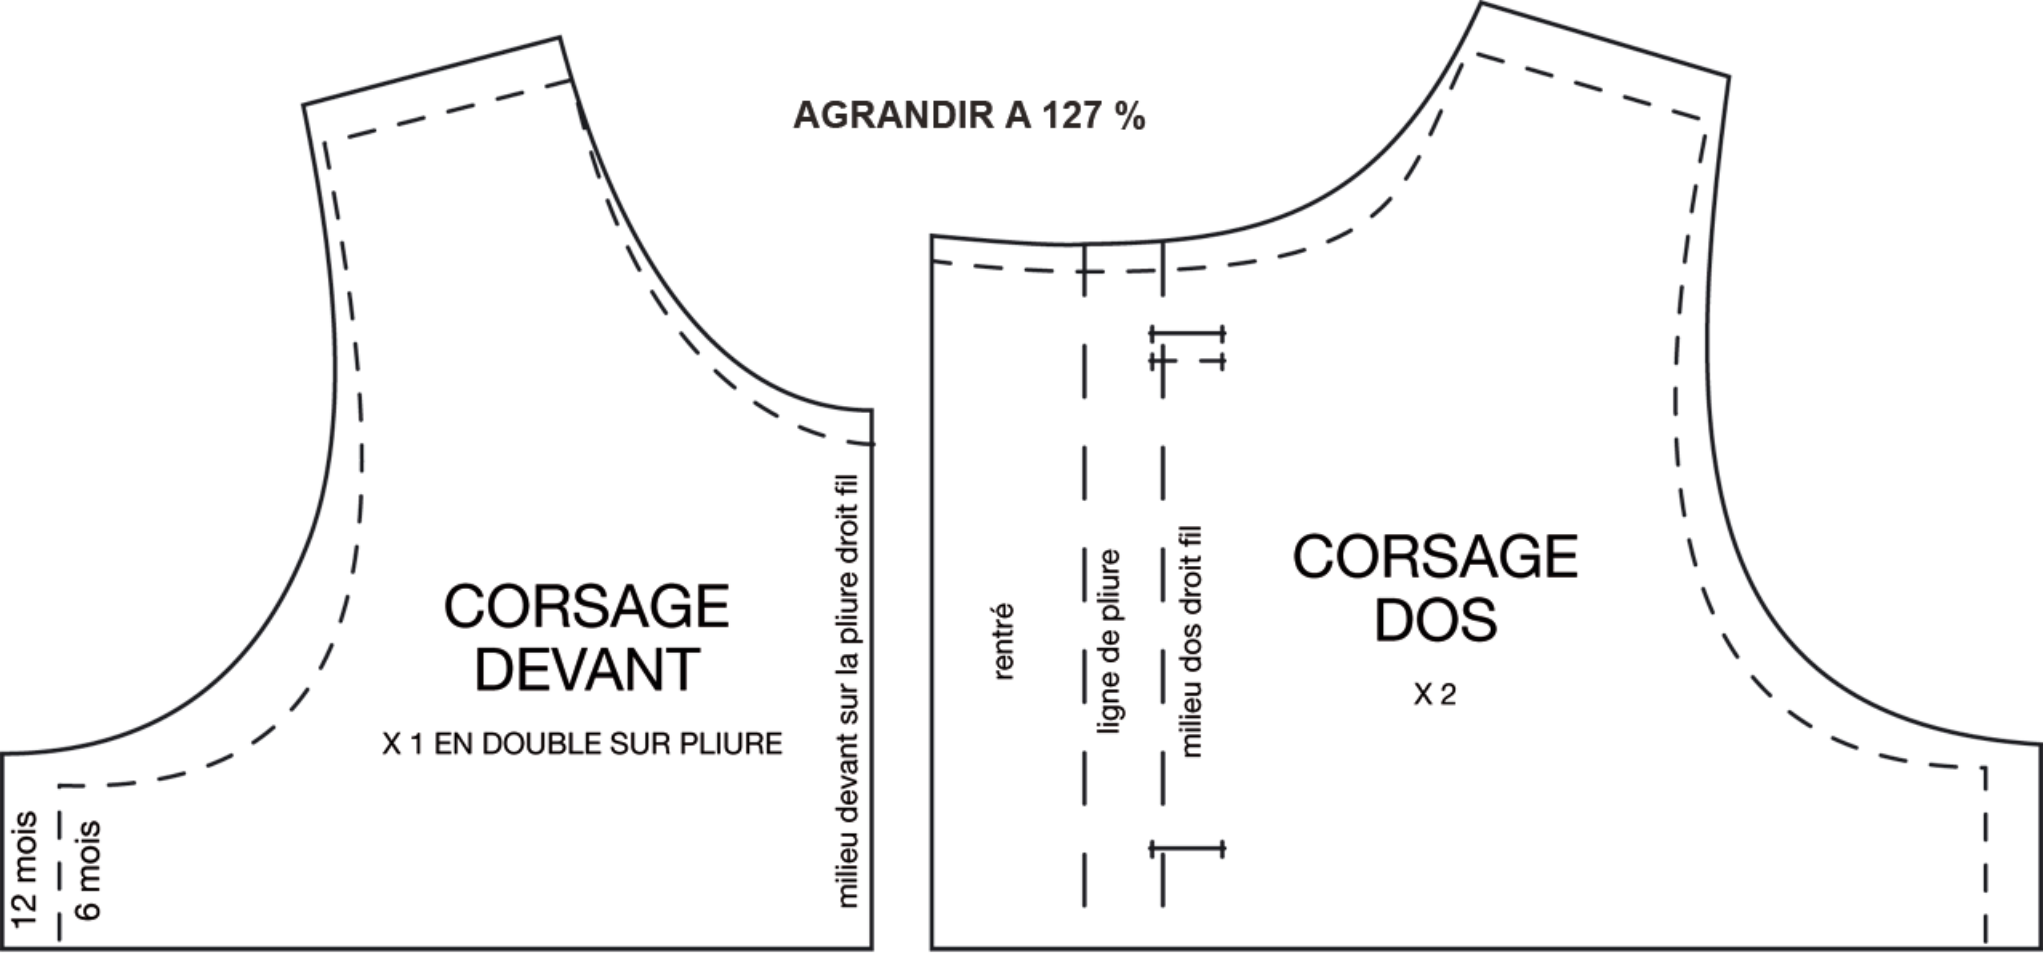 AGRANDIR A 127 %
CORSAGE
DEVANT
X 1 EN DOUBLE SUR PLIURE
milieu devant sur la pliure droit fil
12 mois
6 mois
rentré
ligne de pliure
milieu dos droit fil
CORSAGE
DOS
X 2